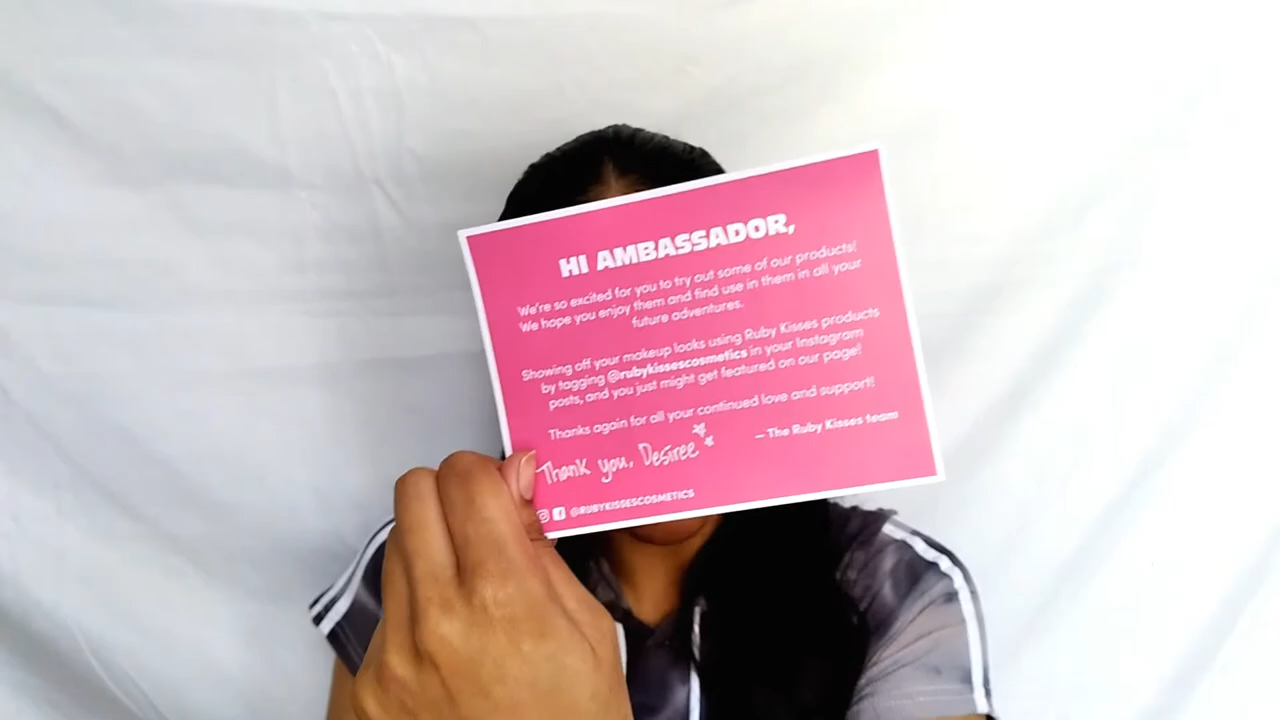 HI AMBASSADOR,
We're so excited for you to try out some of our products!
We hope you enjoy them and find use in them in all your
future adventures.
Showing off your makeup looks using Ruby Kisses products
by tagging @rubykissescosmetics in your Instagram
posts, and you just might get featured on our page!
Thanks again for all your continued love and support!
– The Ruby Kisses team
Thank you, Desiree
@RUBYKISSESCOSMETICS